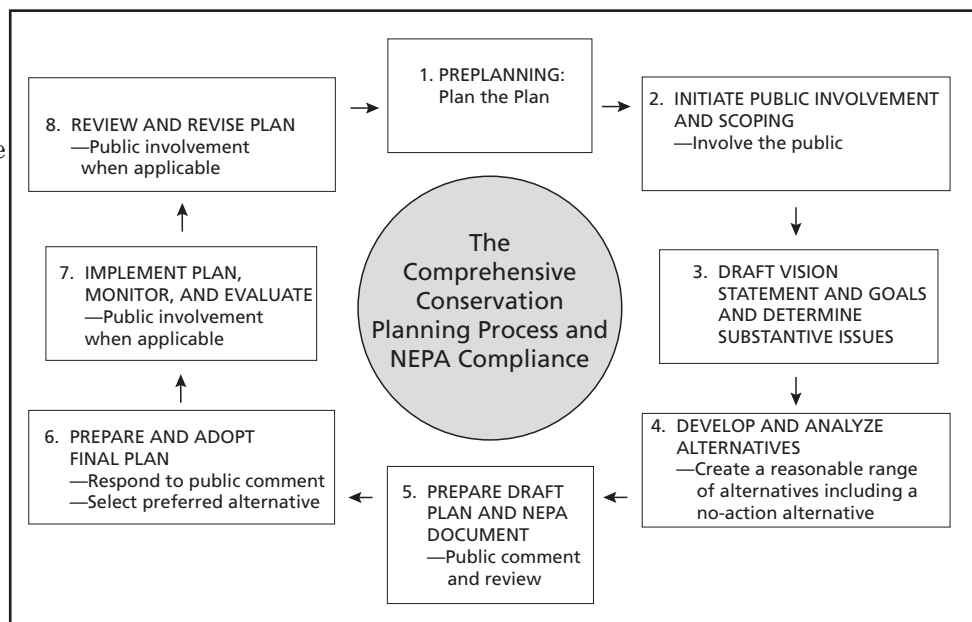 1. PREPLANNING:
Plan the Plan
2. INITIATE PUBLIC INVOLVEMENT
AND SCOPING
—Involve the public
3. DRAFT VISION
STATEMENT AND GOALS
AND DETERMINE
SUBSTANTIVE ISSUES
4. DEVELOP AND ANALYZE
ALTERNATIVES
—Create a reasonable range
of alternatives including a
no-action alternative
5. PREPARE DRAFT
PLAN AND NEPA
DOCUMENT
—Public comment
and review
6. PREPARE AND ADOPT
FINAL PLAN
—Respond to public comment
—Select preferred alternative
7. IMPLEMENT PLAN,
MONITOR, AND EVALUATE
—Public involvement
when applicable
8. REVIEW AND REVISE PLAN
—Public involvement
when applicable
The
Comprehensive
Conservation
Planning Process and
NEPA Compliance
e